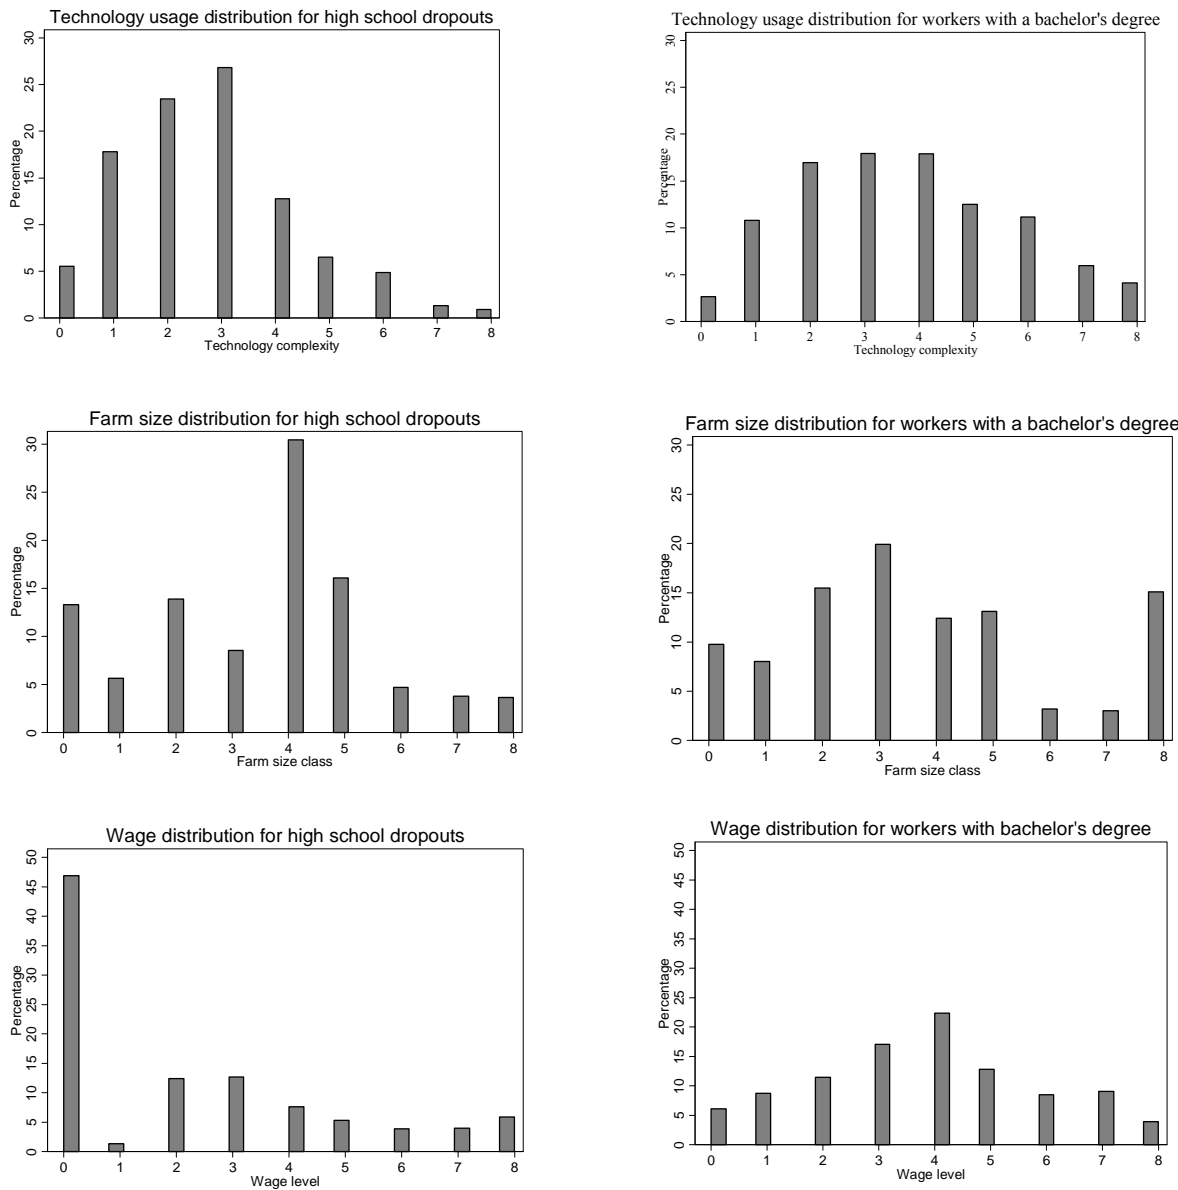 Technology usage distribution for high school dropouts
Percentage
0 5 10 15 20 25 30
0 1 2 3 4 5 6 7 8
Technology complexity
Technology usage distribution for workers with a bachelor's degree
Percentage
0 5 10 15 20 25 30
0 1 2 3 4 5 6 7 8
Technology complexity
Farm size distribution for high school dropouts
Percentage
0 5 10 15 20 25 30
0 1 2 3 4 5 6 7 8
Farm size class
Farm size distribution for workers with a bachelor's degree
Percentage
0 5 10 15 20 25 30
0 1 2 3 4 5 6 7 8
Farm size class
Wage distribution for high school dropouts
Percentage
0 5 10 15 20 25 30 35 40 45 50
0 1 2 3 4 5 6 7 8
Wage level
Wage distribution for workers with bachelor's degree
Percentage
0 5 10 15 20 25 30 35 40 45 50
0 1 2 3 4 5 6 7 8
Wage level